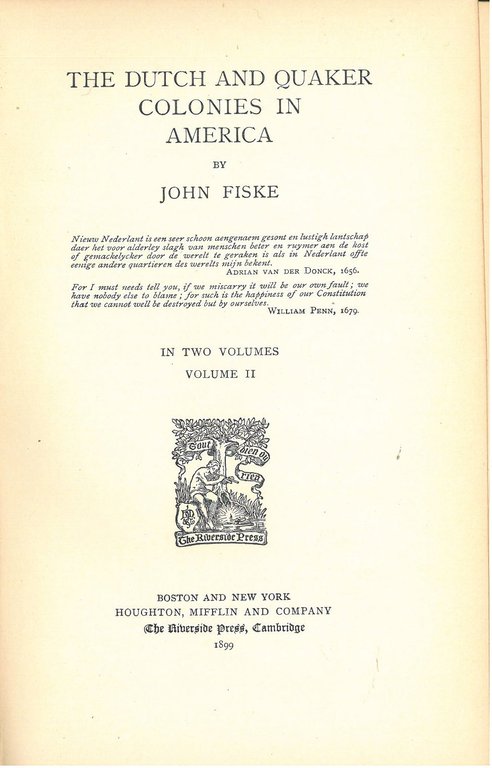 THE DUTCH AND QUAKER
COLONIES IN
AMERICA
BY
JOHN FISKE
Nieuw Nederlant is een seer schoon aengenaem gesont en lustigh lantschap
daer het voor alderley slagh van menschen beter en ruymer aen de kost
of gemackelycker door de werelt te geraken is als in Nederlant offte
eenige andere quartieren des werelts mijn bekent.
ADRIAN VAN DER DONCK, 1656.
For I must needs tell you, if we miscarry it will be our own fault; we
have nobody else to blame; for such is the happiness of our Constitution
that we cannot well be destroyed but by ourselves.
WILLIAM PENN, 1679.
IN TWO VOLUMES
VOLUME II
Tout bien ou
rien
The Riverside Press
BOSTON AND NEW YORK
HOUGHTON, MIFFLIN AND COMPANY
The Riverside Press, Cambridge
1899